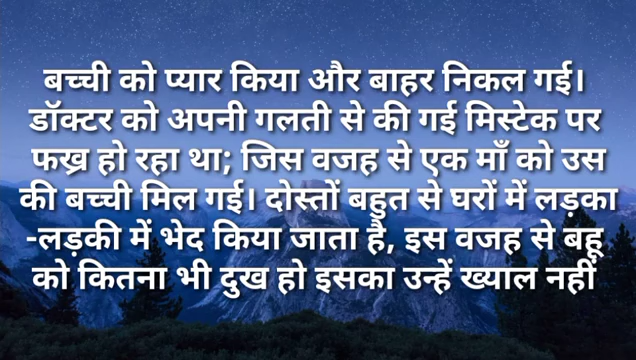 बच्ची को प्यार किया और बाहर निकल गई।
डॉक्टर को अपनी गलती से की गई मिस्टेक पर
फख्र हो रहा था; जिस वजह से एक माँ को उस
की बच्ची मिल गई। दोस्तों बहुत से घरों में लड़का
-लड़की में भेद किया जाता है, इस वजह से बहू
को कितना भी दुख हो इसका उन्हें ख्याल नहीं